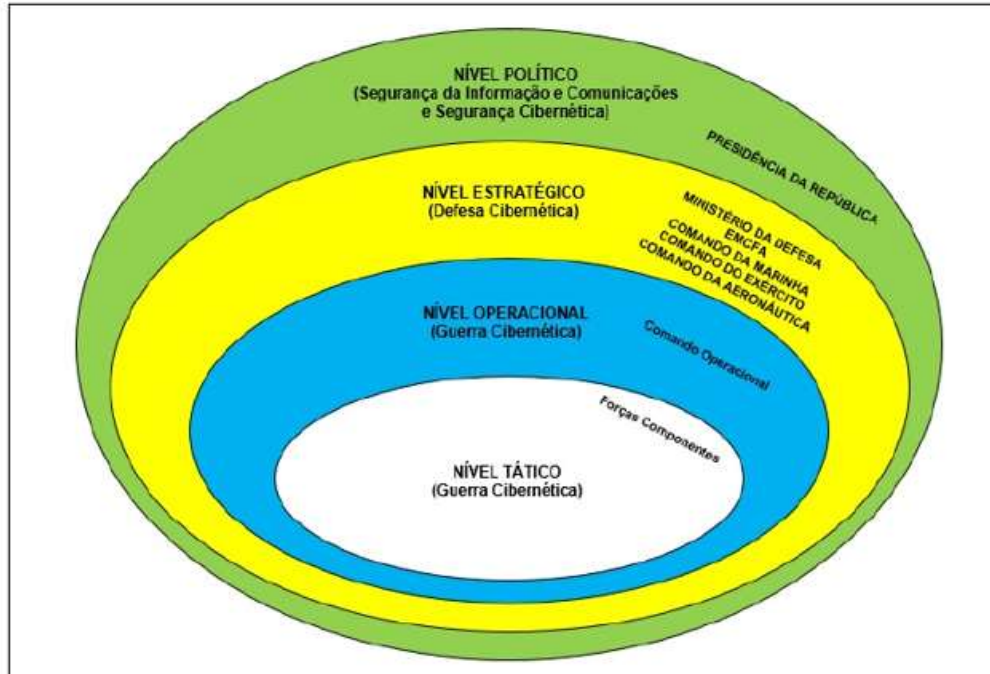 NÍVEL POLÍTICO
(Segurança da Informação e Comunicações
e Segurança Cibernética)
PRESIDÊNCIA DA REPÚBLICA
NÍVEL ESTRATÉGICO
(Defesa Cibernética)
MINISTÉRIO DA DEFESA
EMCFA
COMANDO DA MARINHA
COMANDO DO EXÉRCITO
COMANDO DA AERONÁUTICA
NÍVEL OPERACIONAL
(Guerra Cibernética)
Comando Operacional
Forças Componentes
NÍVEL TÁTICO
(Guerra Cibernética)